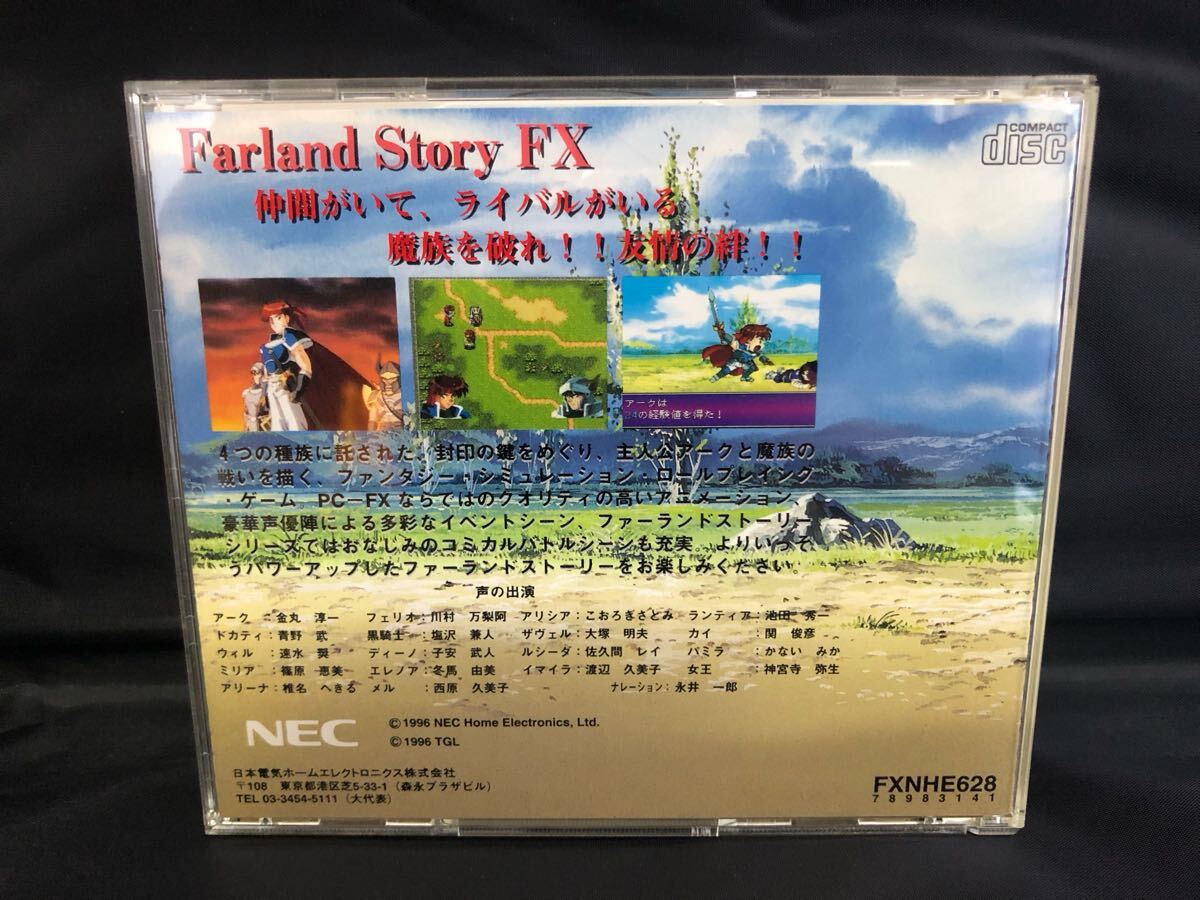 Farland Story FX
COMPACT
disc
仲間がいて、ライバルがいる
魔族を破れ！！友情の絆！！
アークは
34の経験値を得た！
4つの種族に託された、封印の鍵をめぐり、主人公アークと魔族の
戦いを描く、ファンタジー・シミュレーション・ロールプレイング
・ゲーム。PC－FXならではのクオリティの高いアニメーション、
豪華声優陣による多彩なイベントシーン、ファーランドストーリー
シリーズではおなじみのコミカルバトルシーンも充実。よりいっそ
うパワーアップしたファーランドストーリーをお楽しみください。
声の出演
アーク：金丸 淳一 フェリオ：川村 万梨阿 アリシア：こおろぎさとみ ランティア：池田 秀一
ドカティ：青野 武 黒騎士：塩沢 兼人 ザヴェル：大塚 明夫 カイ：関 俊彦
ウィル：速水 奨 ディーノ：子安 武人 ルシーダ：佐久間 レイ パミラ：かない みか
ミリア：篠原 恵美 エレノア：冬馬 由美 イマイラ：渡辺 久美子 女王：神宮寺 弥生
アリーナ：椎名 へきる メル：西原 久美子 ナレーション：永井 一郎
NEC
©1996 NEC Home Electronics, Ltd.
©1996 TGL
日本電気ホームエレクトロニクス株式会社
〒108 東京都港区芝5-33-1（森永プラザビル）
TEL 03-3454-5111（大代表）
FXNHE628
78983141